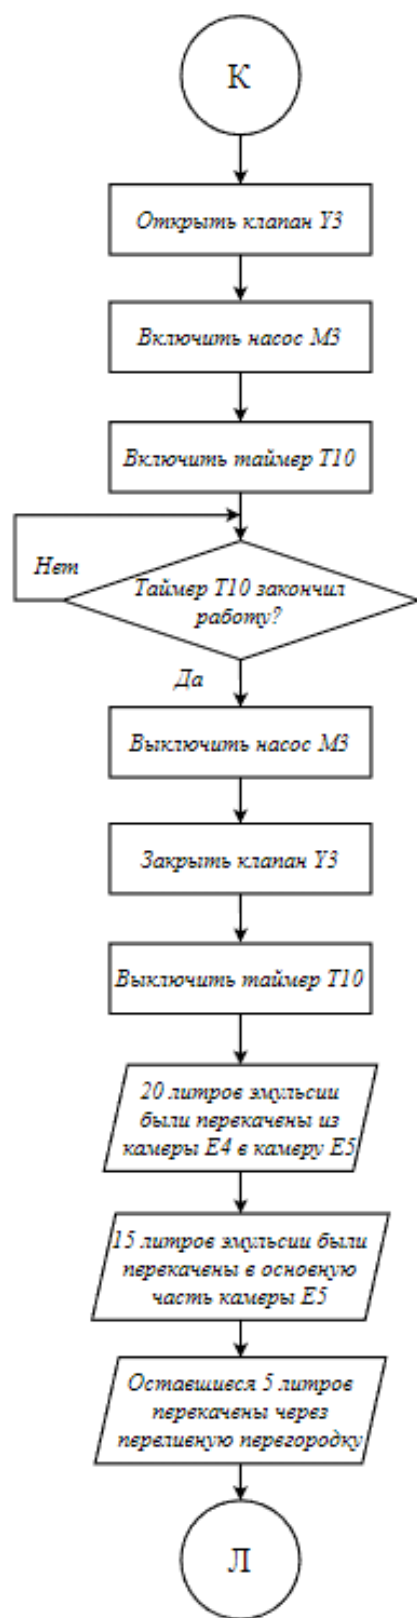 К
Открыть клапан Y3
Включить насос М3
Включить таймер Т10
Нет
Таймер Т10 закончил
работу?
Да
Выключить насос М3
Закрыть клапан Y3
Выключить таймер Т10
20 литров эмульсии
были перекачены из
камеры Е4 в камеру Е5
15 литров эмульсии были
перекачены в основную
часть камеры Е5
Оставшиеся 5 литров
перекачены через
переливную перегородку
Л